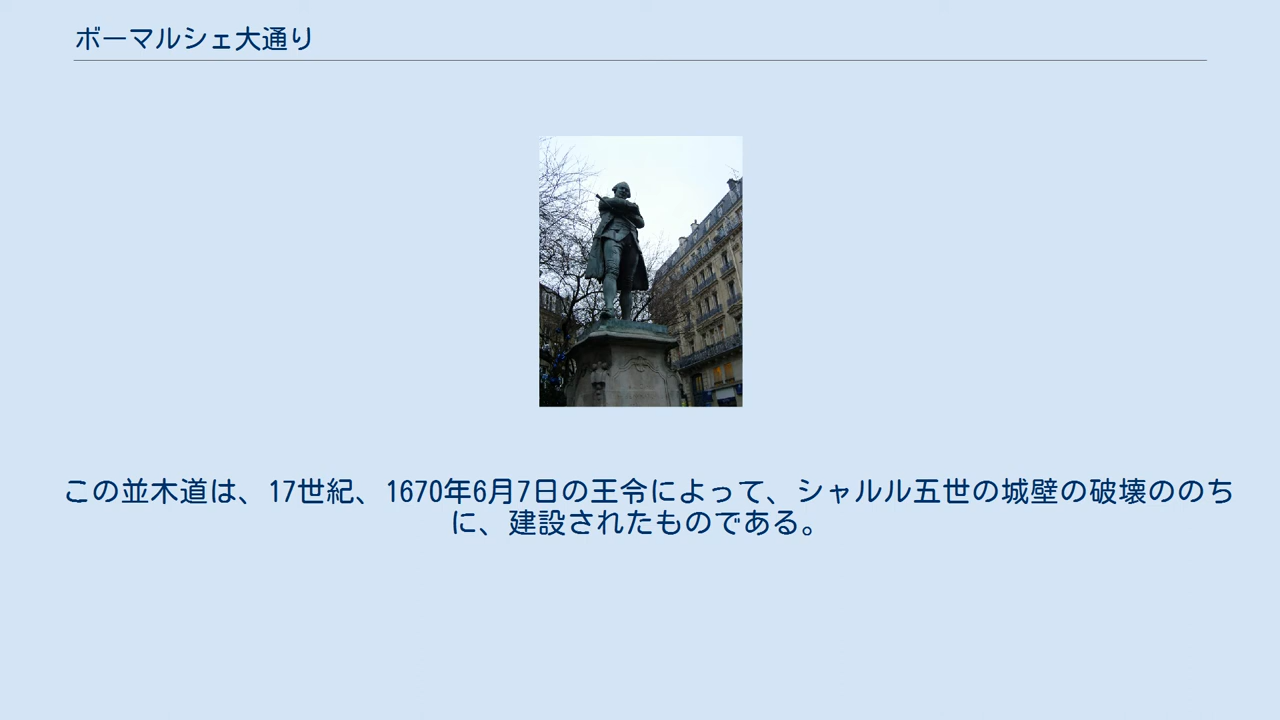 ボーマルシェ大通り
この並木道は、17世紀、1670年6月7日の王令によって、シャルル五世の城壁の破壊ののち
に、建設されたものである。